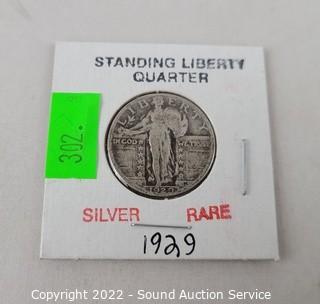 STANDING LIBERTY
QUARTER
302.
LIBERTY
IN GOD WE TRUST
SILVER RARE
1929
Copyright 2022 - Sound Auction Service